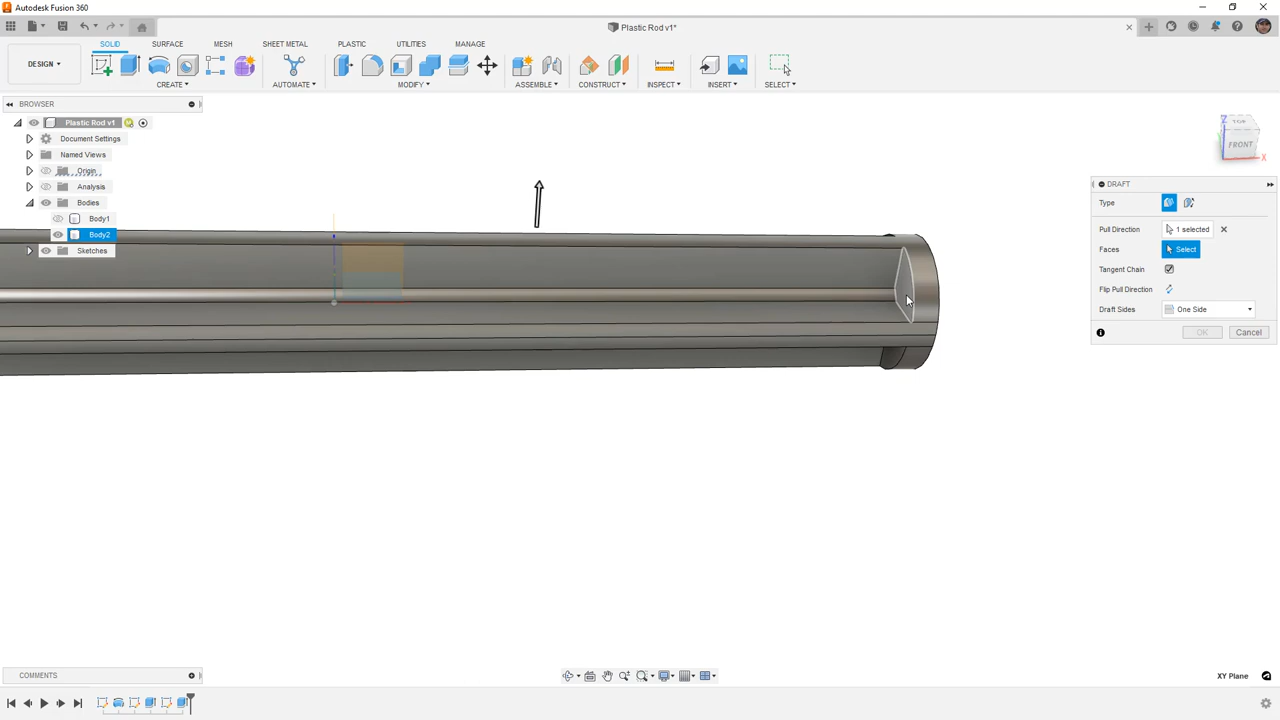 Autodesk Fusion 360
Plastic Rod v1*
DESIGN
SOLID SURFACE MESH SHEET METAL PLASTIC UTILITIES MANAGE
CREATE AUTOMATE MODIFY ASSEMBLE CONSTRUCT INSPECT INSERT SELECT
BROWSER
Plastic Rod v1
Document Settings
Named Views
Origin
Analysis
Bodies
Body1
Body2
Sketches
TOP
FRONT
Z
X
DRAFT
Type
Pull Direction 1 selected
Faces Select
Tangent Chain
Flip Pull Direction
Draft Sides One Side
OK Cancel
COMMENTS
XY Plane